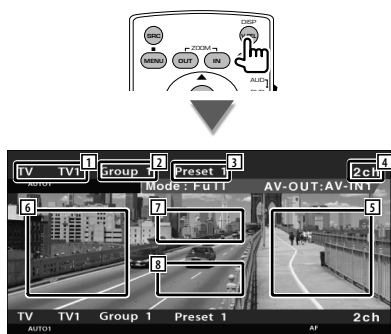 DISP
SRC
ZOOM
MENU OUT IN
AUD
1 2 3 4
TV TV1 Group 1 Preset 1 2ch
AUTO1
Mode:Full AV-OUT:AV-IN1
6 7 5
8
TV TV1 Group 1 Preset 1 2ch
AUTO1 AF